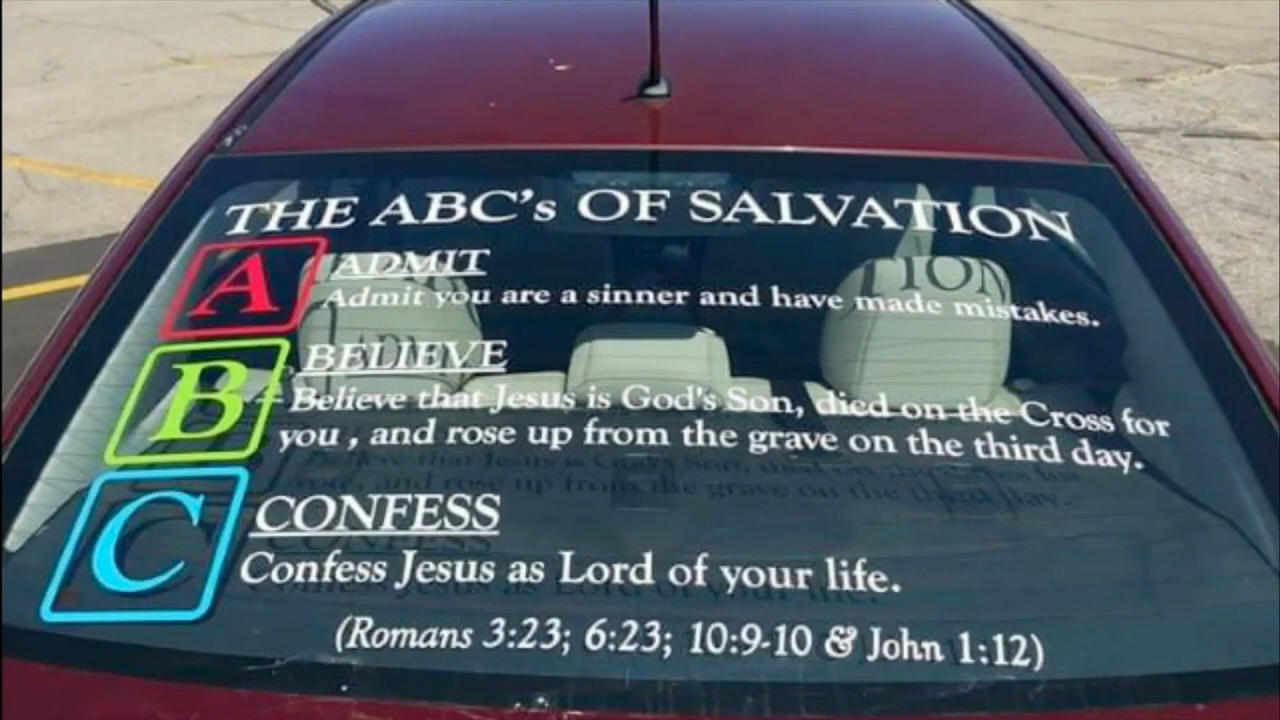 THE ABC's OF SALVATION
A ADMIT
Admit you are a sinner and have made mistakes.
B BELIEVE
Believe that Jesus is God's Son, died on the Cross for
you , and rose up from the grave on the third day.
C CONFESS
Confess Jesus as Lord of your life.
(Romans 3:23; 6:23; 10:9-10 & John 1:12)